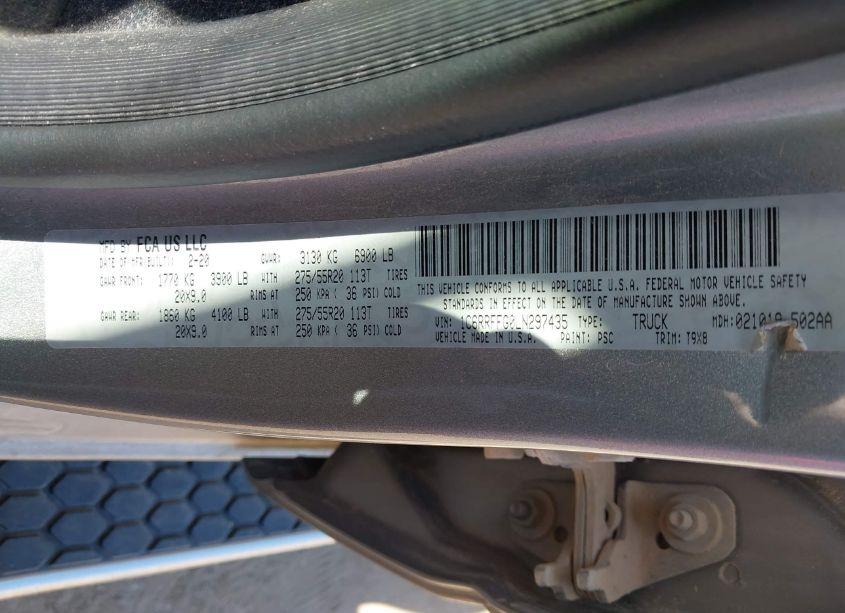 MFD BY FCA US LLC
DATE OF MFR(BUILT): 2-20 GVWR: 3130 KG 6900 LB
GAWR FRONT: 1770 KG 3900 LB WITH 275/55R20 113T TIRES
20X9.0 RIMS AT 250 KPA ( 36 PSI) COLD
GAWR REAR: 1860 KG 4100 LB WITH 275/55R20 113T TIRES
20X9.0 RIMS AT 250 KPA ( 36 PSI) COLD
THIS VEHICLE CONFORMS TO ALL APPLICABLE U.S.A. FEDERAL MOTOR VEHICLE SAFETY
STANDARDS IN EFFECT ON THE DATE OF MANUFACTURE SHOWN ABOVE.
VIN: TYPE: TRUCK MDH: 502AA
VEHICLE MADE IN U.S.A. PAINT: PSC TRIM: T9X8